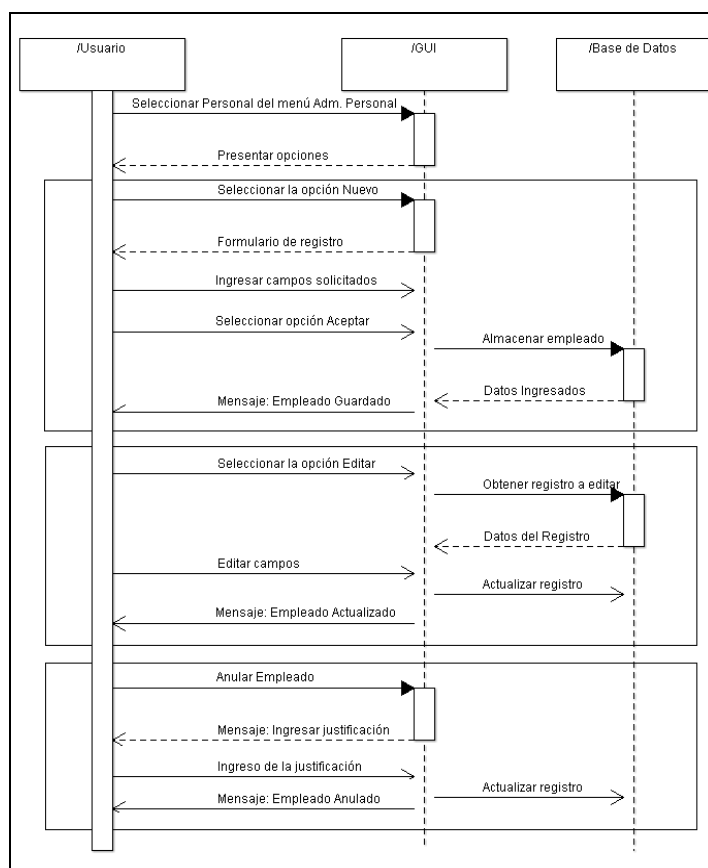 /Usuario
/GUI
/Base de Datos
Seleccionar Personal del menú Adm. Personal
Presentar opciones
Seleccionar la opción Nuevo
Formulario de registro
Ingresar campos solicitados
Seleccionar opción Aceptar
Almacenar empleado
Datos Ingresados
Mensaje: Empleado Guardado
Seleccionar la opción Editar
Obtener registro a editar
Datos del Registro
Editar campos
Actualizar registro
Mensaje: Empleado Actualizado
Anular Empleado
Mensaje: Ingresar justificación
Ingreso de la justificación
Actualizar registro
Mensaje: Empleado Anulado